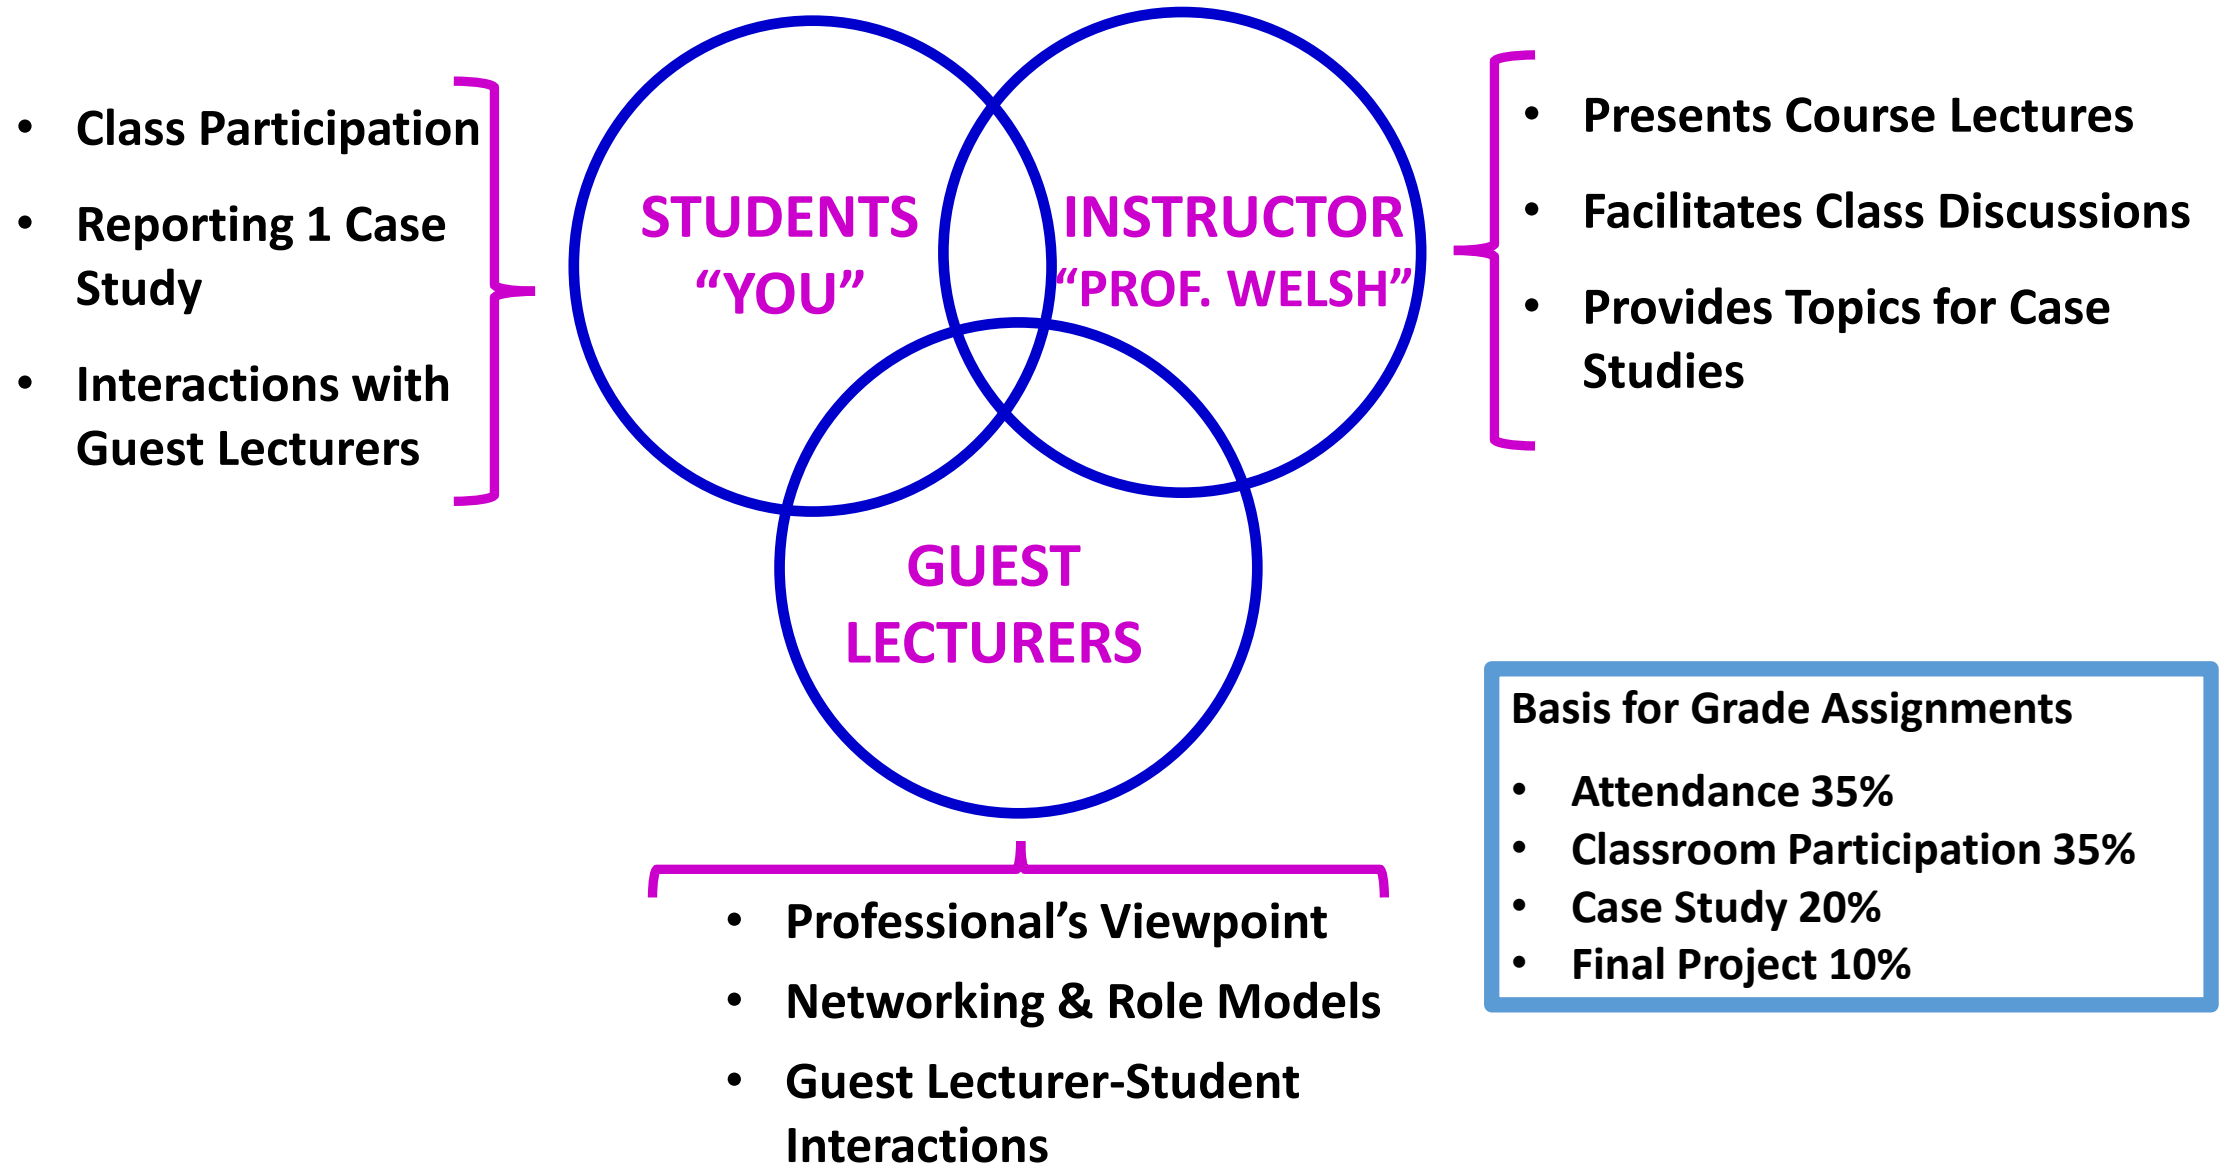 • Class Participation
• Reporting 1 Case
Study
• Interactions with
Guest Lecturers
STUDENTS
“YOU”
INSTRUCTOR
“PROF. WELSH”
• Presents Course Lectures
• Facilitates Class Discussions
• Provides Topics for Case
Studies
GUEST
LECTURERS
• Professional’s Viewpoint
• Networking & Role Models
• Guest Lecturer-Student
Interactions
Basis for Grade Assignments
• Attendance 35%
• Classroom Participation 35%
• Case Study 20%
• Final Project 10%